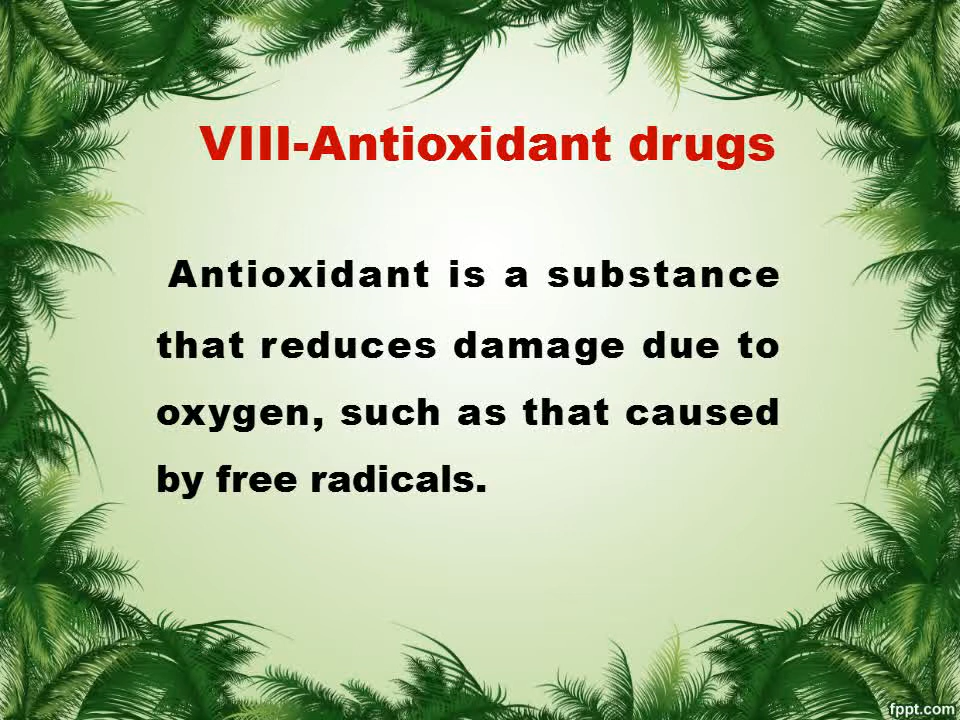 VIII-Antioxidant drugs
Antioxidant is a substance
that reduces damage due to
oxygen, such as that caused
by free radicals.
fppt.com